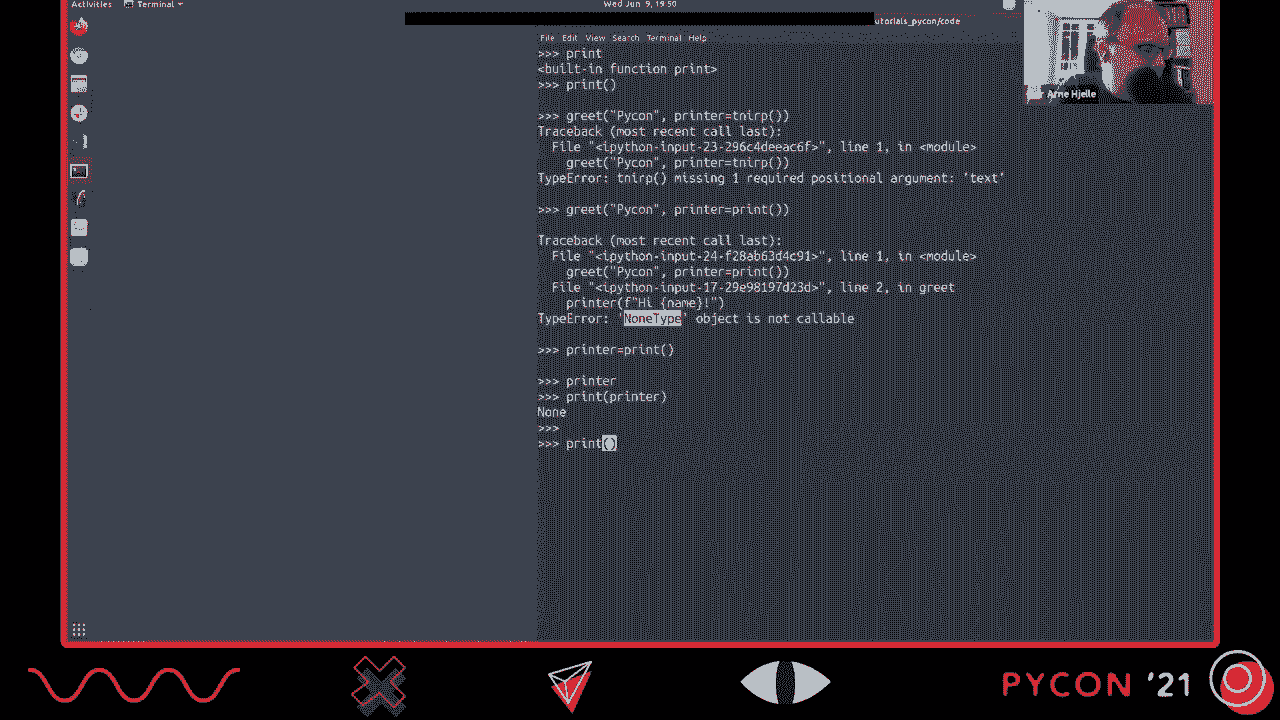 Activities Terminal Wed Jun 9, 19:50
utorials_pycon/code
File Edit View Search Terminal Help
>>> print
<built-in function print>
>>> print()
>>> greet("Pycon", printer=tnirp())
Traceback (most recent call last):
File "<ipython-input-23-296c4deeac6f>", line 1, in <module>
greet("Pycon", printer=tnirp())
TypeError: tnirp() missing 1 required positional argument: 'text'
>>> greet("Pycon", printer=print())
Traceback (most recent call last):
File "<ipython-input-24-f28ab63d4c91>", line 1, in <module>
greet("Pycon", printer=print())
File "<ipython-input-17-29e98197d23d>", line 2, in greet
printer(f"Hi {name}!")
TypeError: 'NoneType' object is not callable
>>> printer=print()
>>> printer
>>> print(printer)
None
>>>
>>> print()
Arne Hjelle
PYCON '21